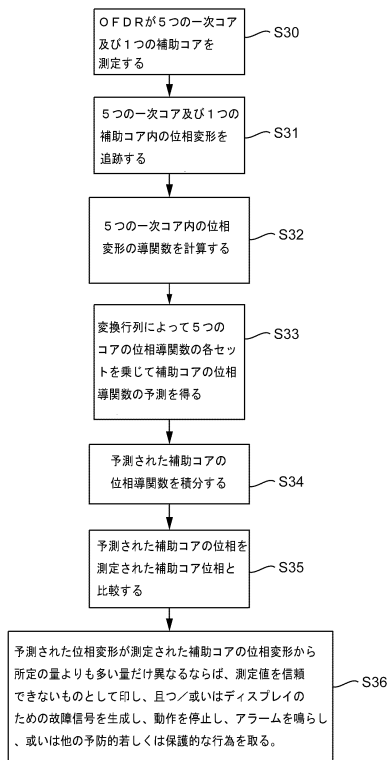 OFDRが5つの一次コア
及び1つの補助コアを
測定する
S30
5つの一次コア及び1つの
補助コア内の位相変形を
追跡する
S31
5つの一次コア内の位相
変形の導関数を計算する
S32
変換行列によって5つの
コアの位相導関数の各セッ
トを乗じて補助コアの位相
導関数の予測を得る
S33
予測された補助コアの
位相導関数を積分する
S34
予測された補助コアの位相を
測定された補助コア位相と
比較する
S35
予測された位相変形が測定された補助コアの位相変形から
所定の量よりも多い量だけ異なるならば、測定値を信頼
できないものとして印し、且つ/或いはディスプレイの
ための故障信号を生成し、動作を停止し、アラームを鳴らし
、或いは他の予防的若しくは保護的な行為を取る。
S36